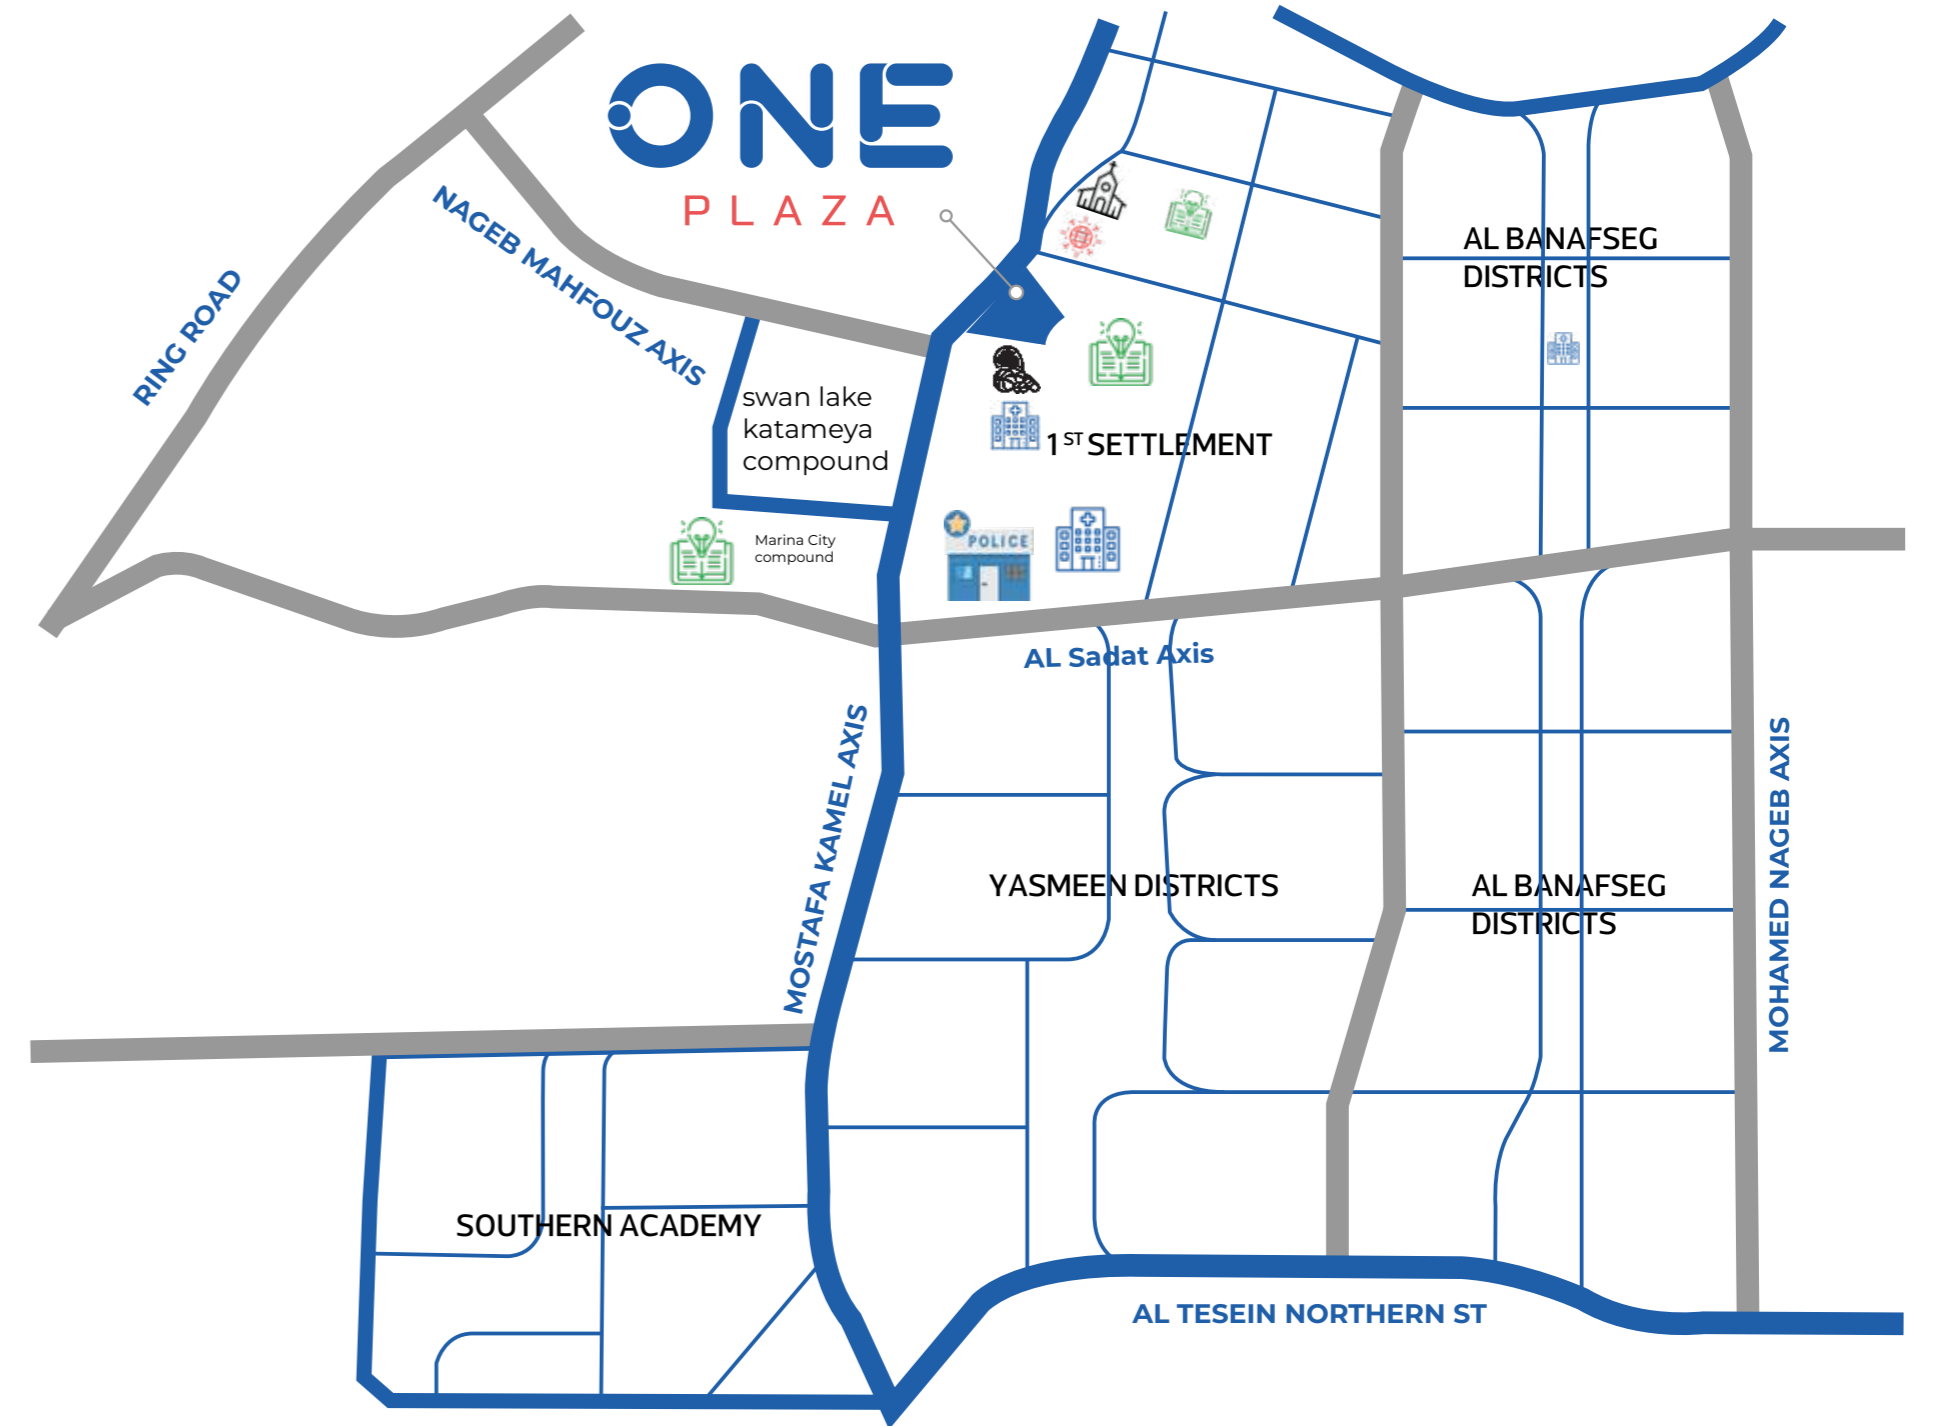 ONE
PLAZA
RING ROAD
NAGEB MAHFOUZ AXIS
AL BANAFSEG
DISTRICTS
swan lake
katameya
compound
1ST SETTLEMENT
POLICE
Marina City
compound
AL Sadat Axis
MOSTAFA KAMEL AXIS
YASMEEN DISTRICTS
AL BANAFSEG
DISTRICTS
MOHAMED NAGEB AXIS
SOUTHERN ACADEMY
AL TESEIN NORTHERN ST